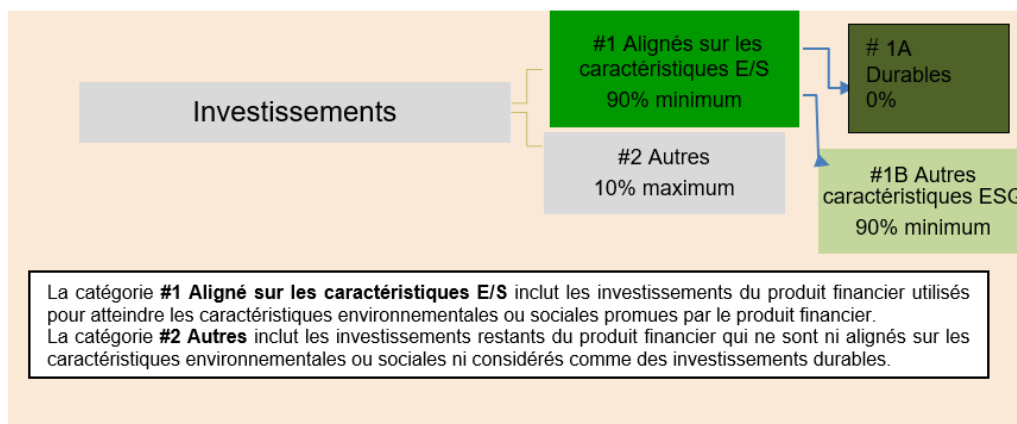 Investissements
#1 Alignés sur les
caractéristiques E/S
90% minimum
#2 Autres
10% maximum
# 1A
Durables
0%
#1B Autres
caractéristiques ESG
90% minimum
La catégorie #1 Aligné sur les caractéristiques E/S inclut les investissements du produit financier utilisés
pour atteindre les caractéristiques environnementales ou sociales promues par le produit financier.
La catégorie #2 Autres inclut les investissements restants du produit financier qui ne sont ni alignés sur les
caractéristiques environnementales ou sociales ni considérés comme des investissements durables.